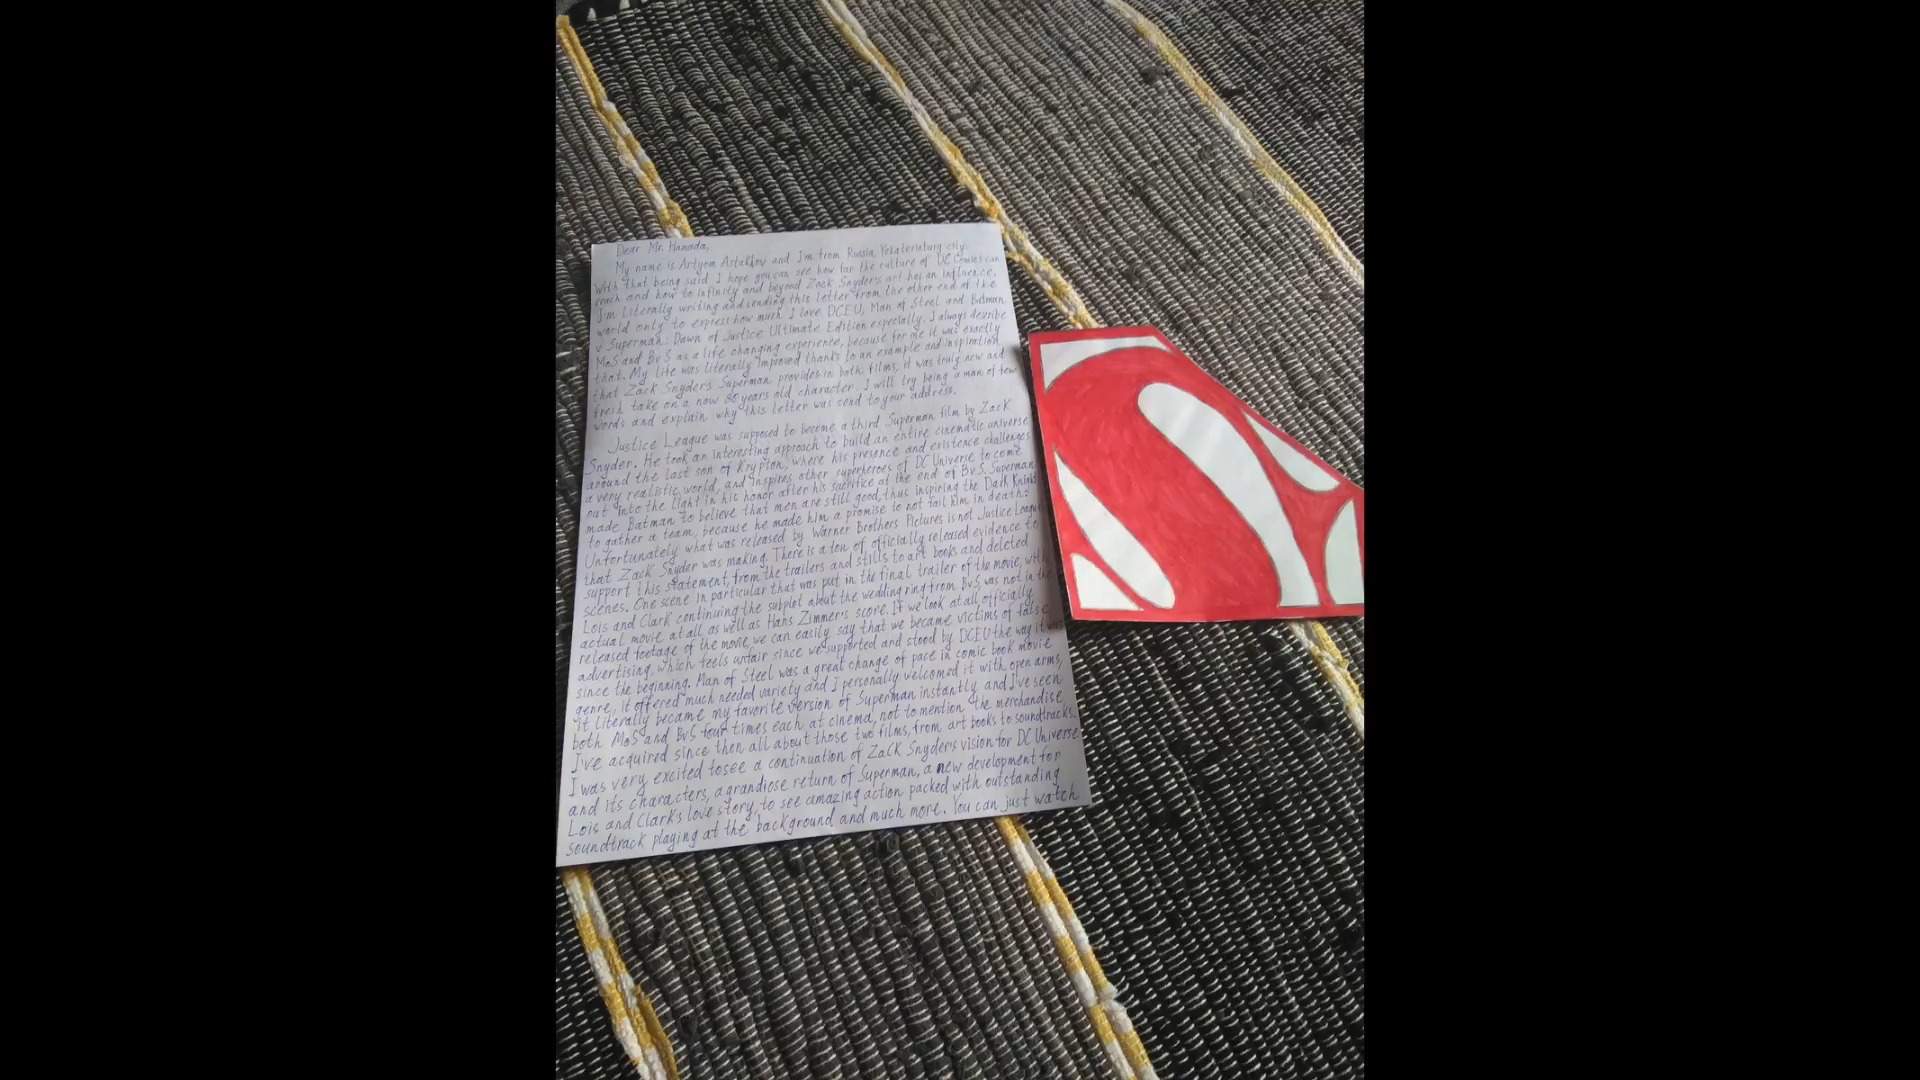 Dear Mr. Hamada,
My name is Artyom Astakhov and I'm from Russia, Yekaterinburg city.
With that being said I hope you can see how far the culture of DC Comics can
reach and how to infinity and beyond Zack Snyder's art has an influence.
I'm literally writing and sending this letter from the other end of the
world only to express how much I love DCEU, Man of Steel and Batman
v Superman: Dawn of Justice Ultimate Edition especially. I always describe
MoS and BvS as a life changing experience, because for me it was exactly
that. My life was literally improved thanks to an example and inspiration
that Zack Snyder's Superman provides in both films, it was truly new and
fresh take on a now 80 years old character. I will try being a man of few
words and explain why this letter was send to your address.
Justice League was supposed to become a third Superman film by Zack
Snyder. He took an interesting approach to build an entire cinematic universe
around the last son of Krypton, where his presence and existence challenges
a very realistic world, and inspires other superheroes of DC Universe to come
out into the light in his honor after his sacrifice at the end of BvS. Superman
made Batman to believe that men are still good, thus inspiring the Dark Knight
to gather a team, because he made him a promise to not fail him in death.
Unfortunately what was released by Warner Brothers Pictures is not Justice League
that Zack Snyder was making. There is a ton of officially released evidence to
support this statement, from the trailers and stills to art books and deleted
scenes. One scene in particular that was put in the final trailer of the movie, with
Lois and Clark continuing the subplot about the wedding ring from BvS, was not in the
actual movie at all as well as Hans Zimmer's score. If we look at all officially
released footage of the movie, we can easily say that we became victims of false
advertising, which feels unfair since we supported and stood by DCEU the way it was
since the beginning. Man of Steel was a great change of pace in comic book movie
genre, it offered much needed variety and I personally welcomed it with open arms,
it literally became my favorite version of Superman instantly and I've seen
both MoS and BvS four times each at cinema, not to mention the merchandise
I've acquired since then all about those two films, from art books to soundtracks.
I was very excited to see a continuation of Zack Snyder's vision for DC Universe
and its characters, a grandiose return of Superman, a new development for
Lois and Clark's love story, to see amazing action packed with outstanding
soundtrack playing at the background and much more. You can just watch